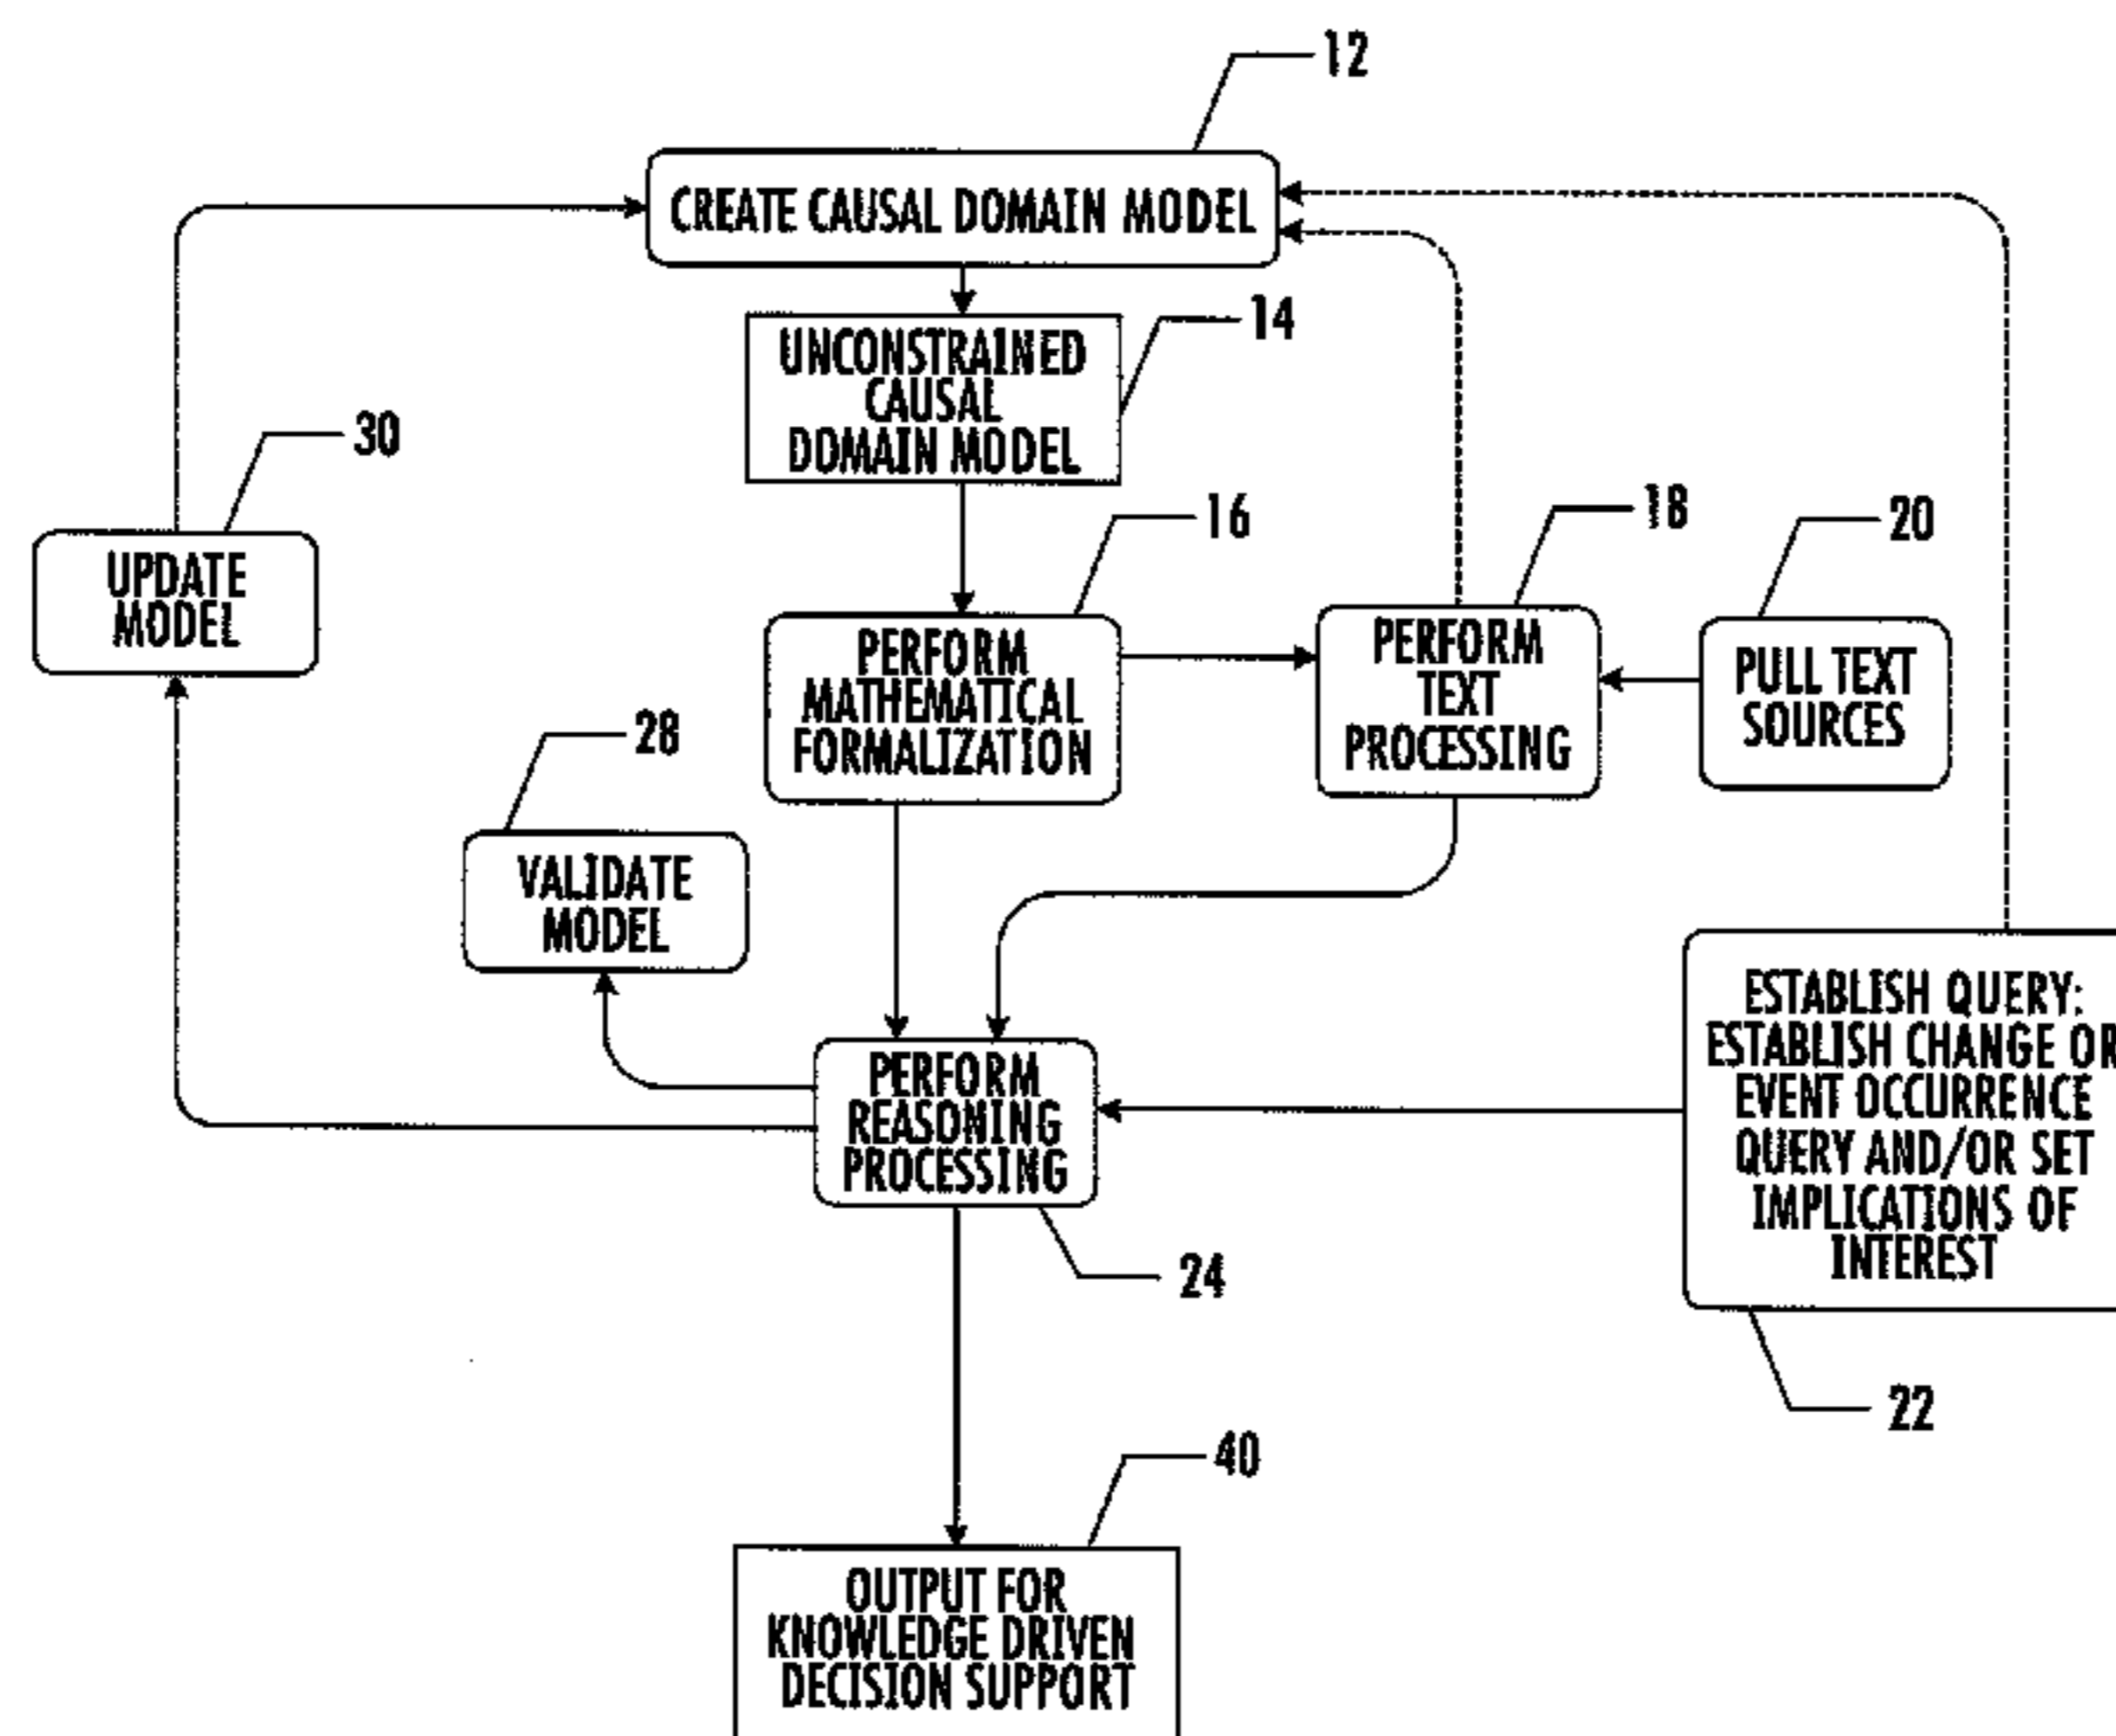 12
CREATE CAUSAL DOMAIN MODEL
14
UNCONSTRAINED
CAUSAL
DOMAIN MODEL
30
UPDATE
MODEL
16
PERFORM
MATHEMATICAL
FORMALIZATION
18
PERFORM
TEXT
PROCESSING
20
PULL TEXT
SOURCES
28
VALIDATE
MODEL
PERFORM
REASONING
PROCESSING
24
ESTABLISH QUERY:
ESTABLISH CHANGE OR
EVENT OCCURRENCE
QUERY AND/OR SET
IMPLICATIONS OF
INTEREST
22
40
OUTPUT FOR
KNOWLEDGE DRIVEN
DECISION SUPPORT